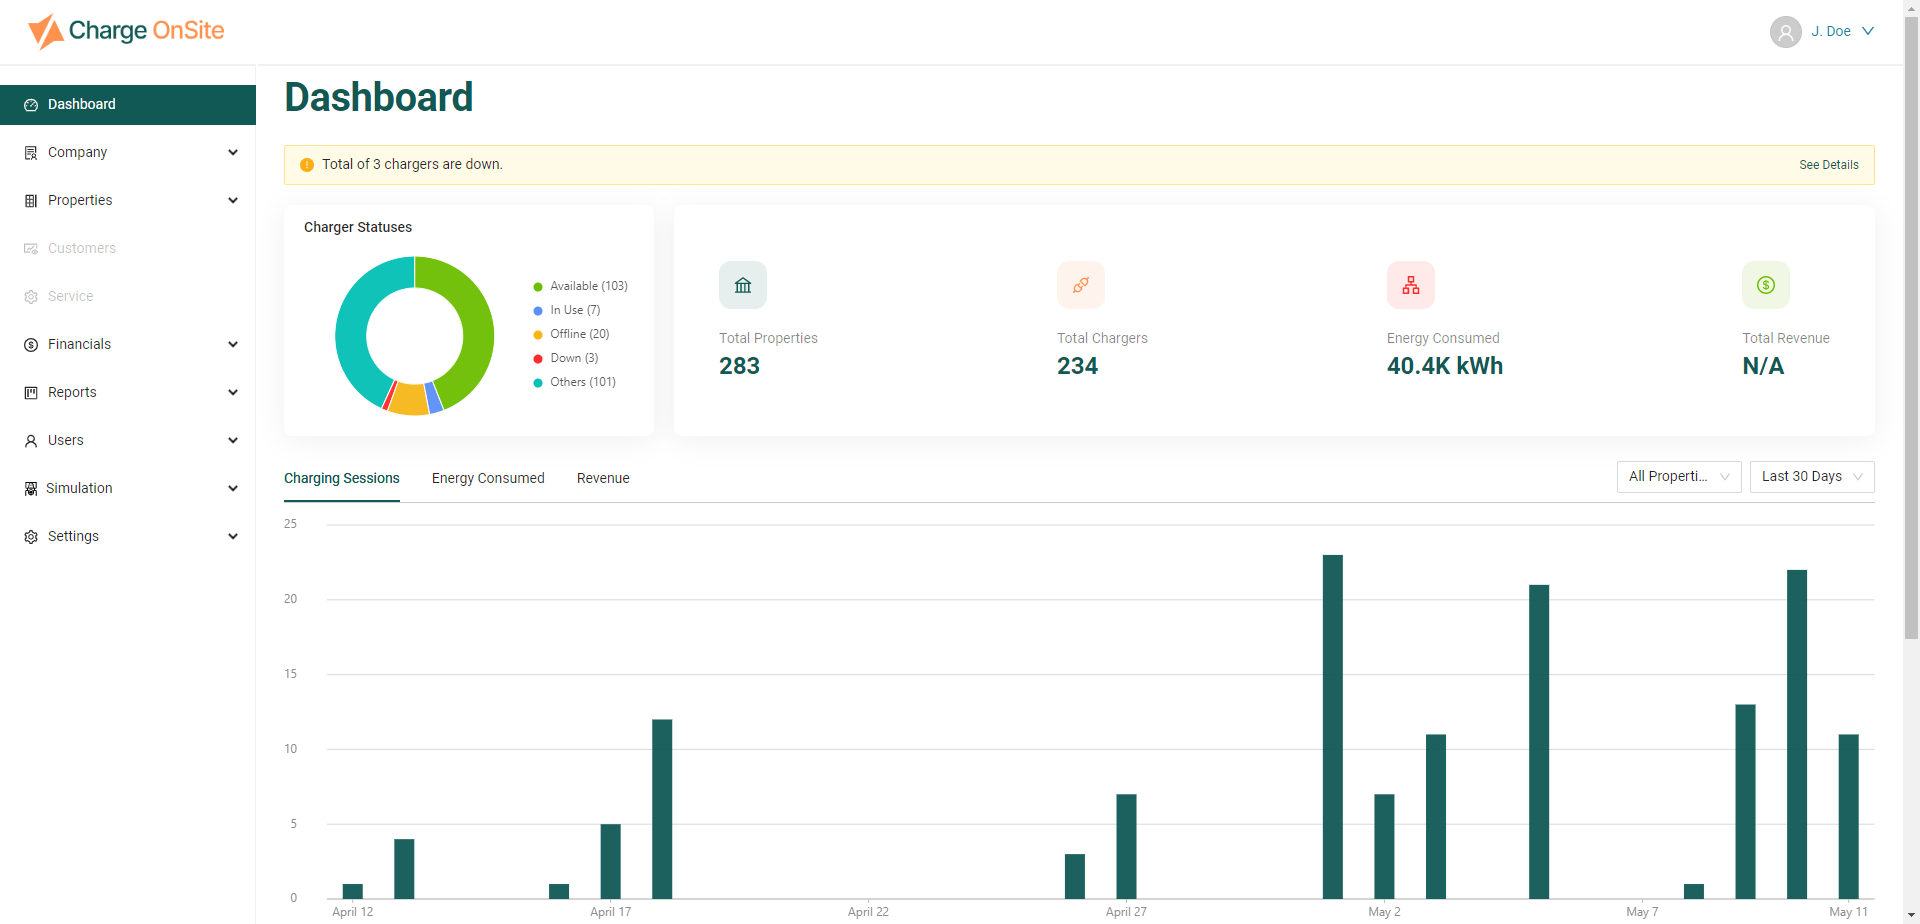 Charge OnSite
J. Doe
Dashboard
Company
Properties
Customers
Service
Financials
Reports
Users
Simulation
Settings
Dashboard
Total of 3 chargers are down.
See Details
Charger Statuses
Available (103)
In Use (7)
Offline (20)
Down (3)
Others (101)
Total Properties
283
Total Chargers
234
Energy Consumed
40.4K kWh
Total Revenue
N/A
Charging Sessions
Energy Consumed
Revenue
All Properti...
Last 30 Days
25
20
15
10
5
0
April 12
April 17
April 22
April 27
May 2
May 7
May 11